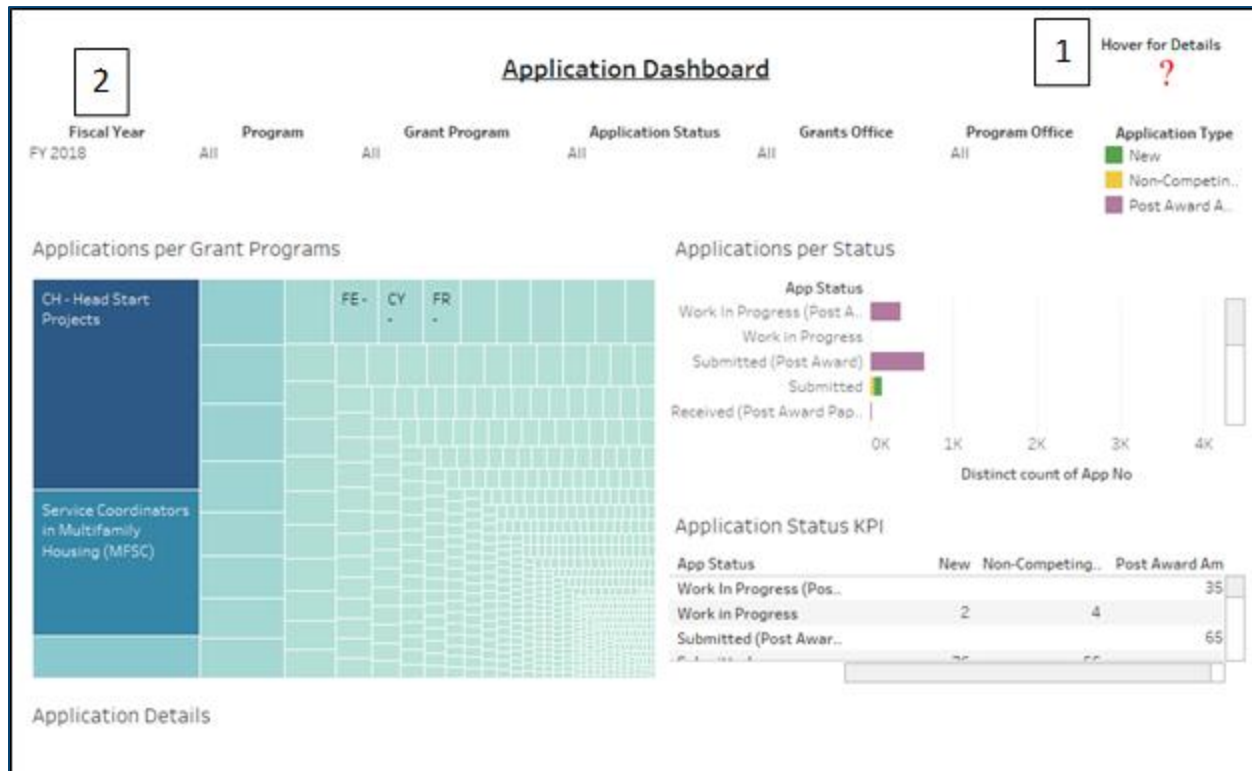 1
Hover for Details
?
2
Application Dashboard
Fiscal Year
FY 2018
Program
All
Grant Program
All
Application Status
All
Grants Office
All
Program Office
All
Application Type
New
Non-Competin..
Post Award A..
Applications per Grant Programs
CH - Head Start
Projects
FE -
CY
-
FR
-
Service Coordinators
in Multifamily
Housing (MFSC)
Applications per Status
App Status
Work In Progress (Post A..
Work in Progress
Submitted (Post Award)
Submitted
Received (Post Award Pap..
0K 1K 2K 3K 4K
Distinct count of App No
Application Status KPI
App Status New Non-Competing.. Post Award Am
Work In Progress (Pos.. 35
Work in Progress 2 4
Submitted (Post Awar.. 65
Application Details